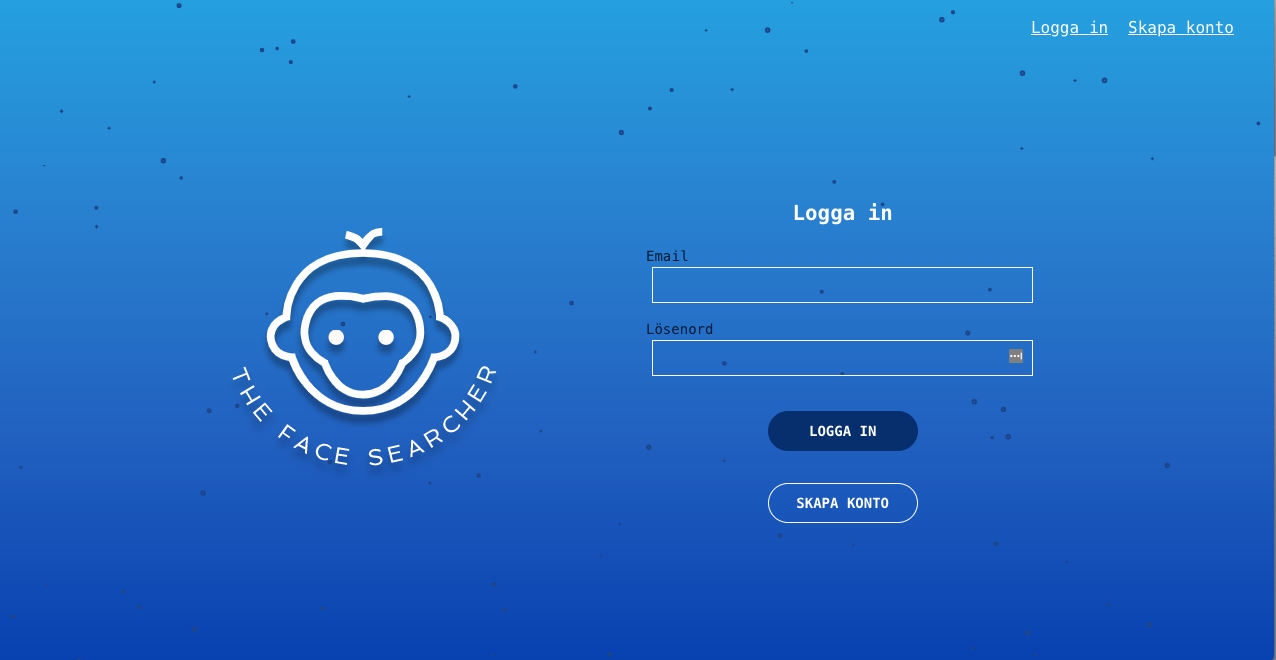 Logga in Skapa konto
Logga in
Email
Lösenord
LOGGA IN
SKAPA KONTO
THE FACE SEARCHER